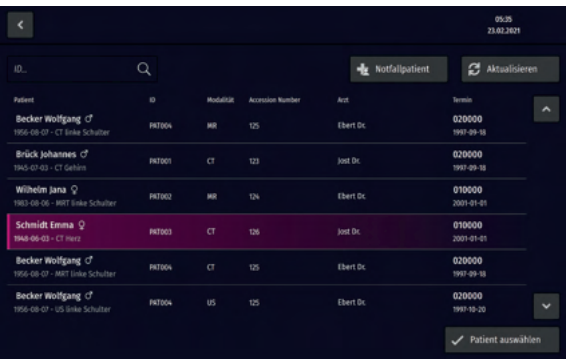 05:35
23.02.2021
ID...
Notfallpatient
Aktualisieren
Patient ID Modalität Accession Number Arzt Termin
Becker Wolfgang ♂ PAT004 MR 125 Ebert Dr. 020000
1956-08-07 - CT linke Schulter 1997-09-18
Brück Johannes ♂ PAT001 CT 123 Jost Dr. 020000
1945-07-03 - CT Gehirn 1997-09-18
Wilhelm Jana ♀ PAT002 MR 124 Ebert Dr. 010000
1983-08-06 - MRT linke Schulter 2001-01-01
Schmidt Emma ♀ PAT003 CT 126 Jost Dr. 010000
1948-06-03 - CT Herz 2001-01-01
Becker Wolfgang ♂ PAT004 CT 125 Ebert Dr. 020000
1956-08-07 - MRT linke Schulter 1997-09-18
Becker Wolfgang ♂ PAT004 US 125 Ebert Dr. 020000
1956-08-07 - US linke Schulter 1997-10-20
Patient auswählen